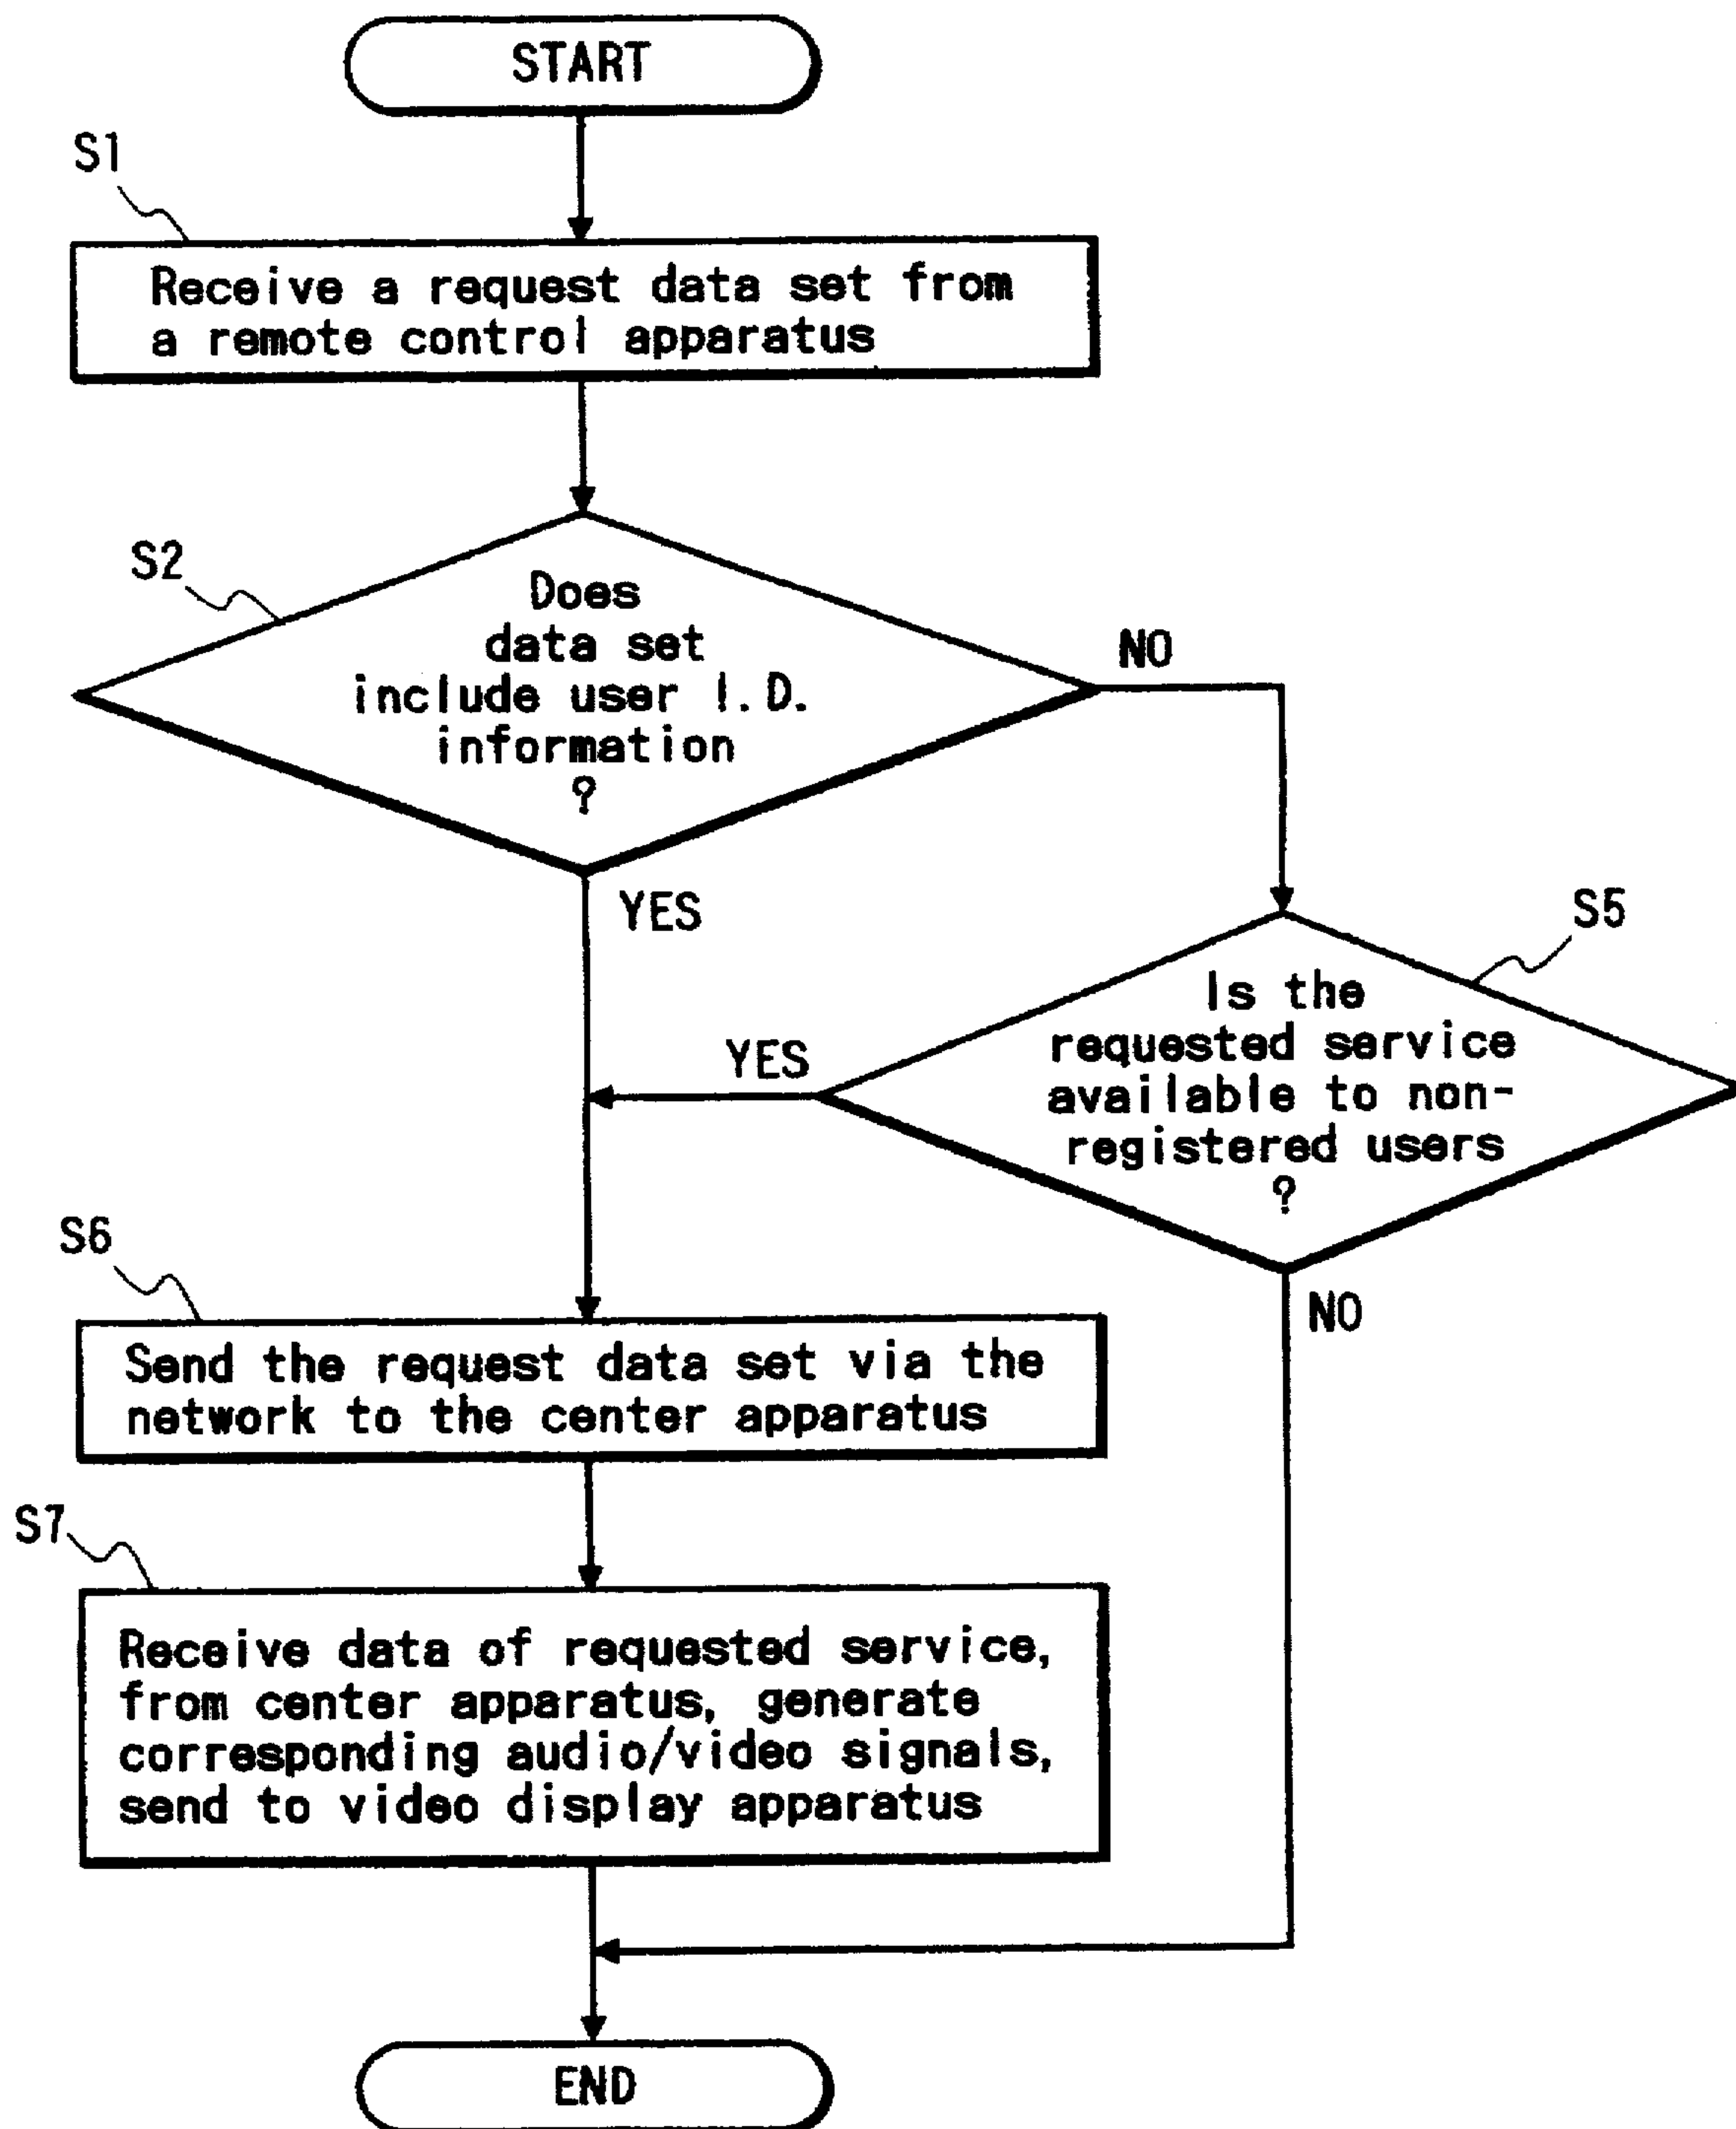 START
S1
Receive a request data set from
a remote control apparatus
S2
Does
data set
include user I.D.
information
?
NO
YES
S5
Is the
requested service
available to non-
registered users
?
YES
NO
S6
Send the request data set via the
network to the center apparatus
S7
Receive data of requested service,
from center apparatus, generate
corresponding audio/video signals,
send to video display apparatus
END